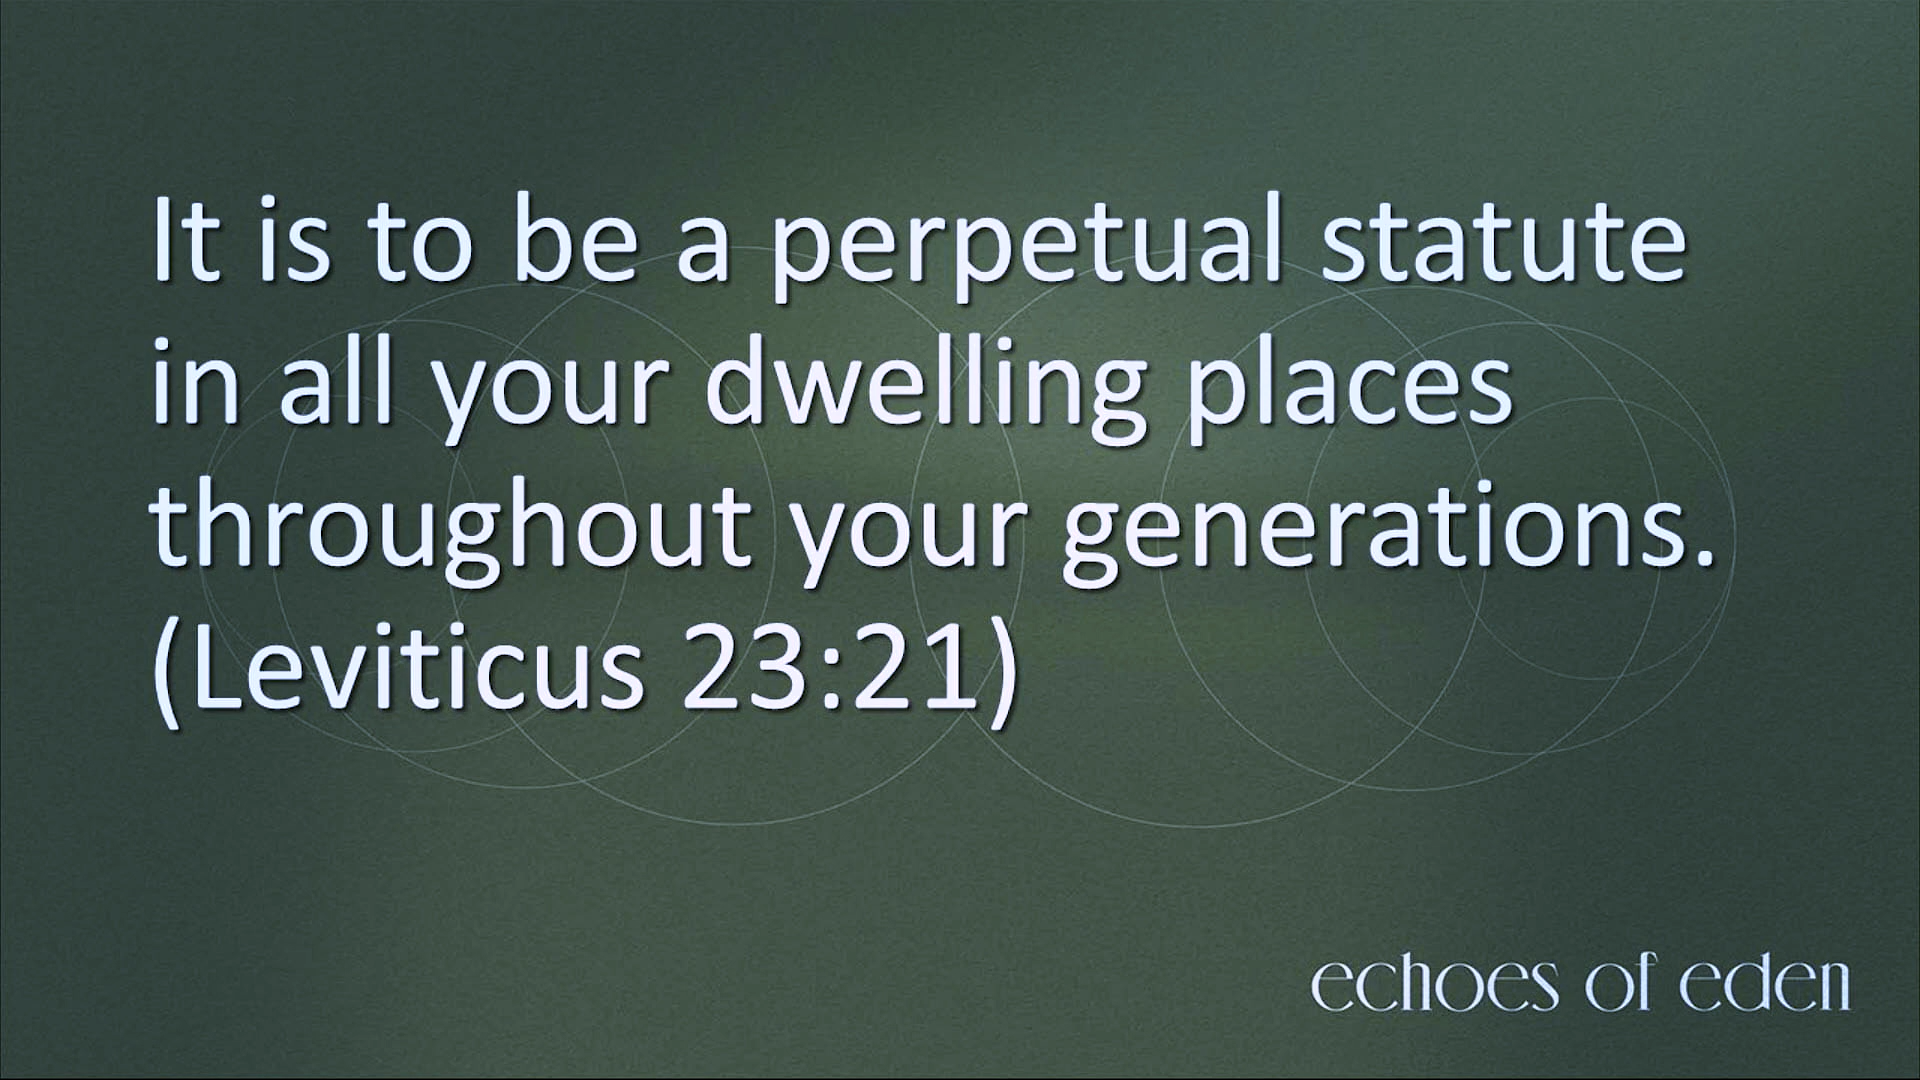 It is to be a perpetual statute
in all your dwelling places
throughout your generations.
(Leviticus 23:21)
echoes of eden